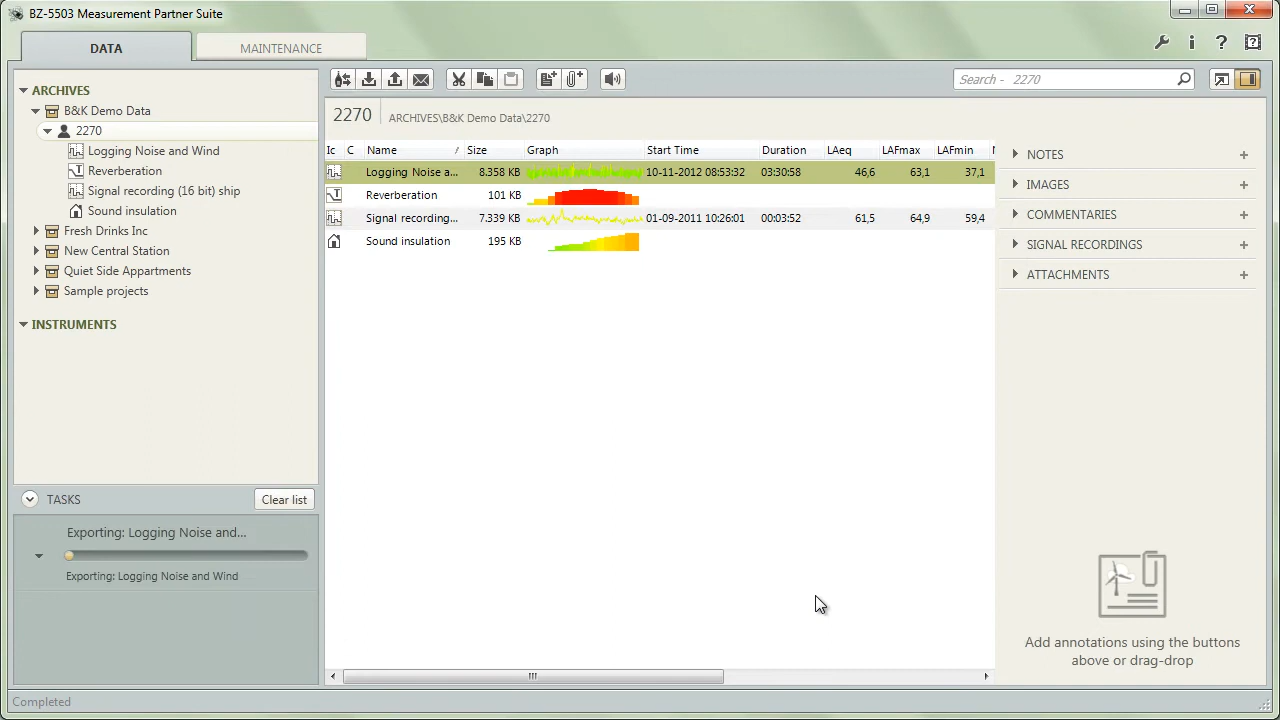 BZ-5503 Measurement Partner Suite
DATA
MAINTENANCE
ARCHIVES
B&K Demo Data
2270
Logging Noise and Wind
Reverberation
Signal recording (16 bit) ship
Sound insulation
Fresh Drinks Inc
New Central Station
Quiet Side Appartments
Sample projects
INSTRUMENTS
TASKS
Clear list
Exporting: Logging Noise and...
Exporting: Logging Noise and Wind
Search - 2270
2270 ARCHIVES\B&K Demo Data\2270
Ic C Name / Size Graph Start Time Duration LAeq LAFmax LAFmin
Logging Noise a... 8.358 KB 10-11-2012 08:53:32 03:30:58 46,6 63,1 37,1
Reverberation 101 KB
Signal recording... 7.339 KB 01-09-2011 10:26:01 00:03:52 61,5 64,9 59,4
Sound insulation 195 KB
NOTES +
IMAGES +
COMMENTARIES +
SIGNAL RECORDINGS +
ATTACHMENTS +
Add annotations using the buttons
above or drag-drop
Completed